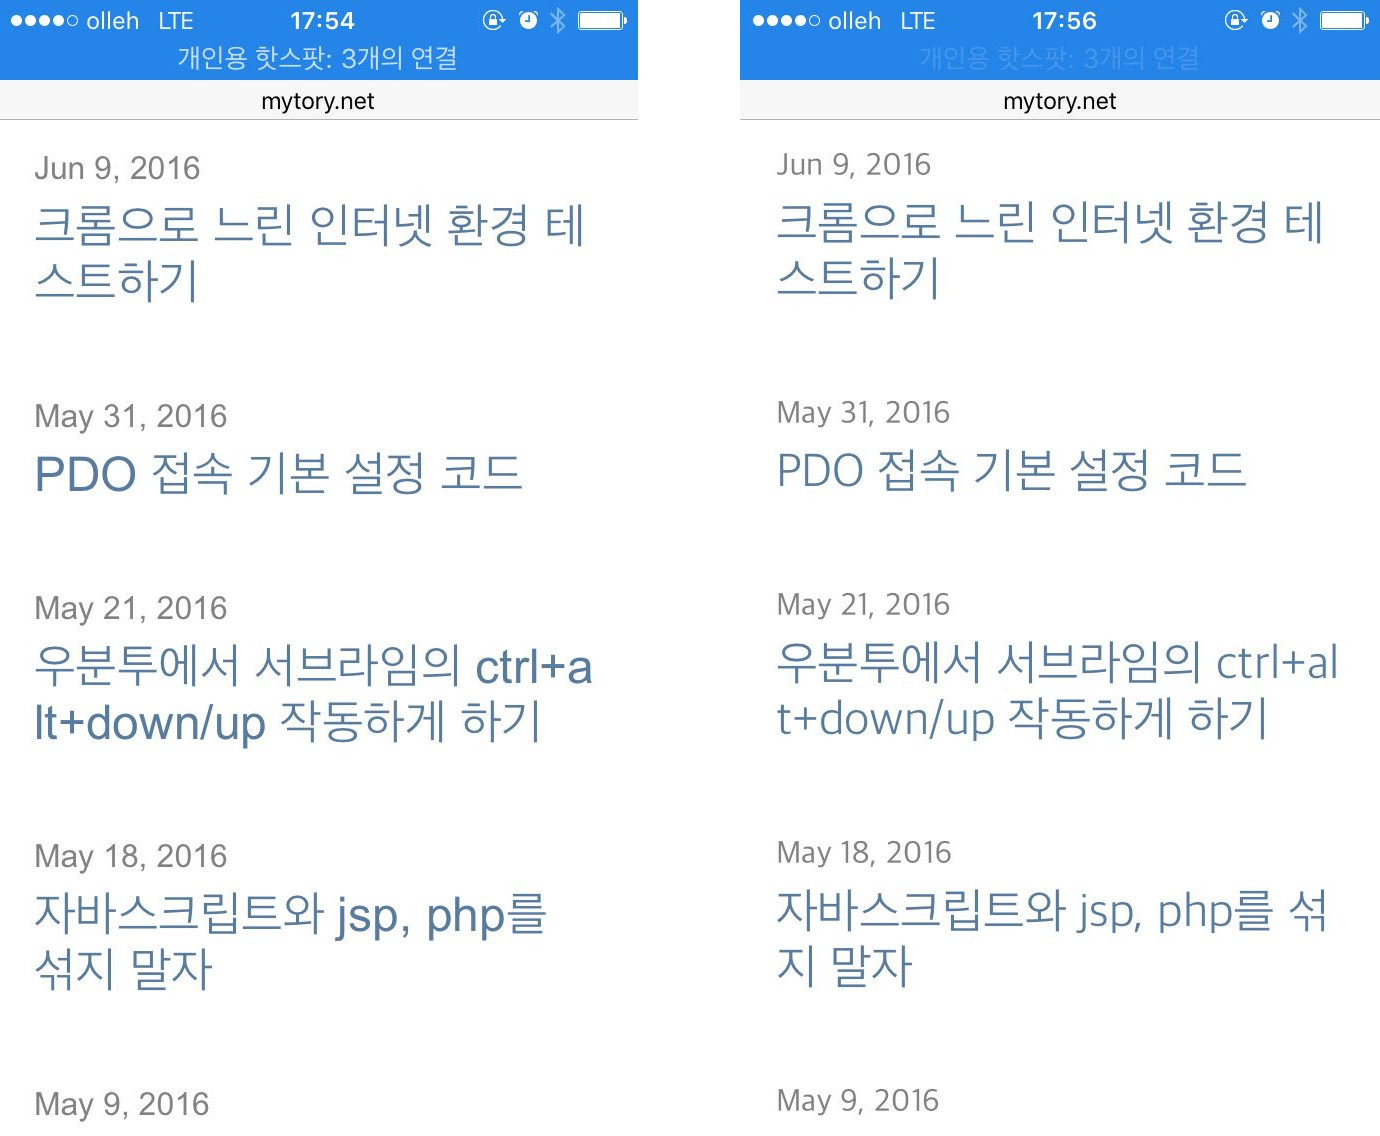 olleh LTE 17:54
개인용 핫스팟: 3개의 연결
mytory.net
Jun 9, 2016
크롬으로 느린 인터넷 환경 테
스트하기
May 31, 2016
PDO 접속 기본 설정 코드
May 21, 2016
우분투에서 서브라임의 ctrl+a
lt+down/up 작동하게 하기
May 18, 2016
자바스크립트와 jsp, php를
섞지 말자
May 9, 2016
olleh LTE 17:56
개인용 핫스팟: 3개의 연결
mytory.net
Jun 9, 2016
크롬으로 느린 인터넷 환경 테
스트하기
May 31, 2016
PDO 접속 기본 설정 코드
May 21, 2016
우분투에서 서브라임의 ctrl+al
t+down/up 작동하게 하기
May 18, 2016
자바스크립트와 jsp, php를 섞
지 말자
May 9, 2016